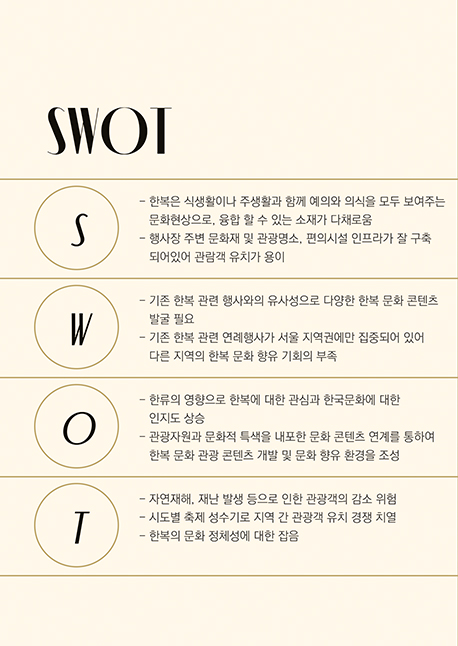 SWOT
S
- 한복은 식생활이나 주생활과 함께 예의와 의식을 모두 보여주는
문화현상으로, 융합 할 수 있는 소재가 다채로움
- 행사장 주변 문화재 및 관광명소, 편의시설 인프라가 잘 구축
되어있어 관람객 유치가 용이
W
- 기존 한복 관련 행사와의 유사성으로 다양한 한복 문화 콘텐츠
발굴 필요
- 기존 한복 관련 연례행사가 서울 지역권에만 집중되어 있어
다른 지역의 한복 문화 향유 기회의 부족
O
- 한류의 영향으로 한복에 대한 관심과 한국문화에 대한
인지도 상승
- 관광자원과 문화적 특색을 내포한 문화 콘텐츠 연계를 통하여
한복 문화 관광 콘텐츠 개발 및 문화 향유 환경을 조성
T
- 자연재해, 재난 발생 등으로 인한 관광객의 감소 위험
- 시도별 축제 성수기로 지역 간 관광객 유치 경쟁 치열
- 한복의 문화 정체성에 대한 잡음